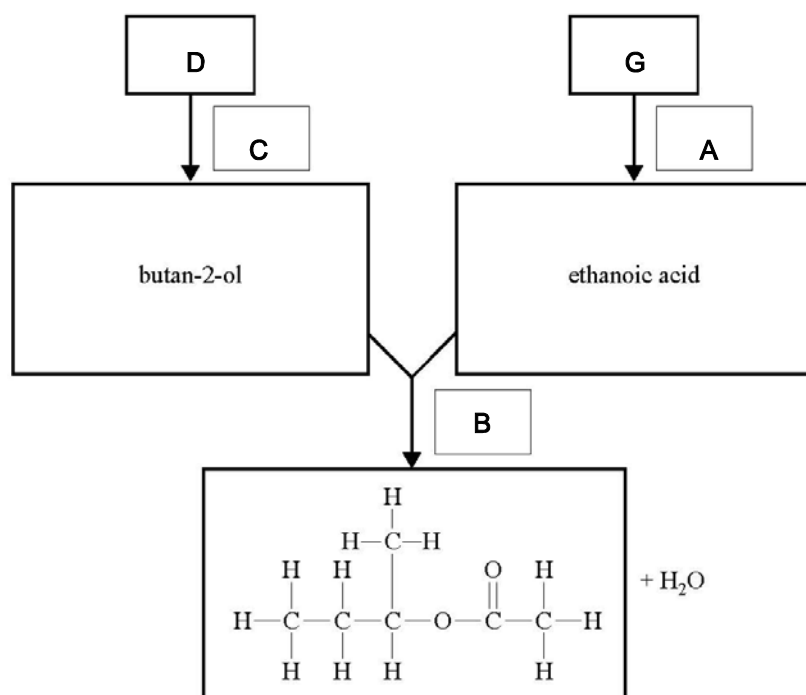 D
G
C
A
butan-2-ol
ethanoic acid
B
H
H—C—H
H H O H
H—C—C—C—O—C—C—H
H H H H
+ H₂O